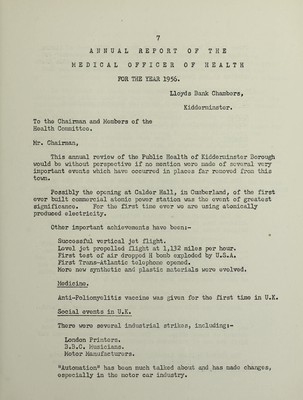 7
ANNUAL REPORT OF THE
MEDICAL OFFICER OF HEALTH
FOR THE YEAR 1956.
Lloyds Bank Chambers,
Kidderminster.
To the Chairman and Members of the
Health Committee.
Mr. Chairman,
This annual review of the Public Health of Kidderminster Borough
would be without perspective if no mention were made of several very
important events which have occurred in places far removed from this
town.
Possibly the opening at Calder Hall, in Cumberland, of the first
ever built commercial atomic power station was the event of greatest
significance. For the first time ever we are using atomically
produced electricity.
Other important achievements have been:-
Successful vertical jet flight.
Level jet propelled flight at 1,132 miles per hour.
First test of air dropped H bomb exploded by U.S.A.
First Trans-Atlantic telephone opened.
More new synthetic and plastic materials were evolved.
Medicine.
Anti-Poliomyelitis vaccine was given for the first time in U.K.
Social events in U.K.
There were several industrial strikes, including:-
London Printers.
B.B.C. Musicians.
Motor Manufacturers.
"Automation" has been much talked about and has made changes,
especially in the motor car industry.